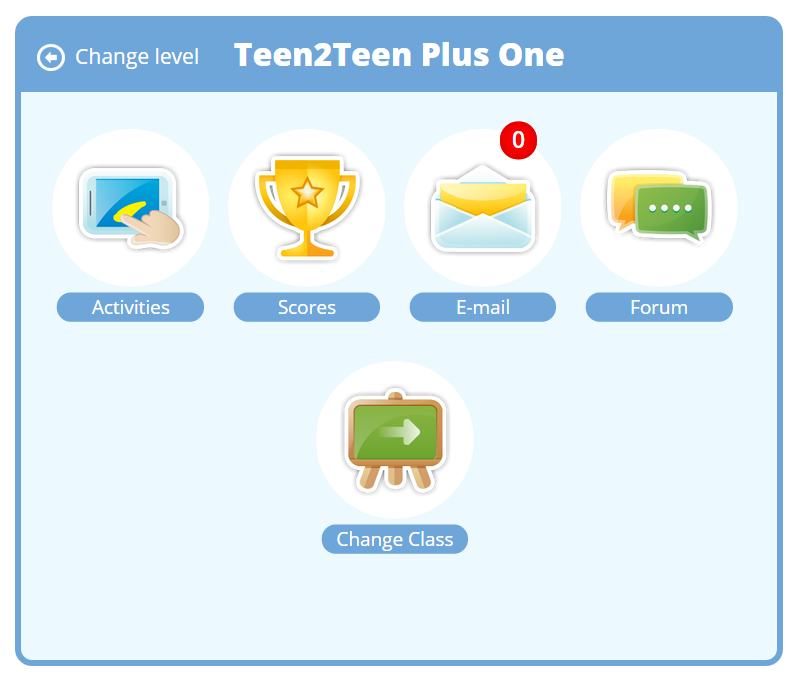 Change level
Teen2Teen Plus One
0
Activities
Scores
E-mail
Forum
Change Class